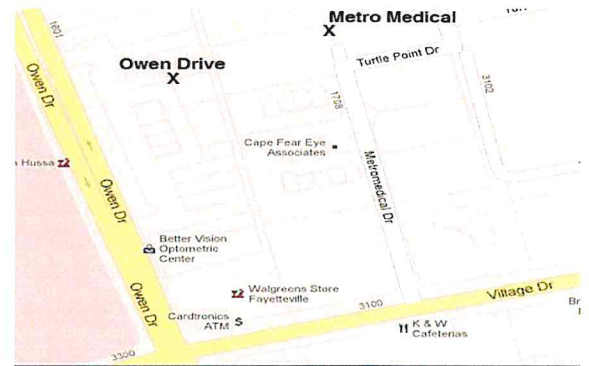 Metro Medical
1601
Owen Drive
X
X
Turtle Point Dr
Owen Dr
3102
1708
Cape Fear Eye
Associates
Hussa
Metromedical Dr
Owen Dr
Better Vision
Optometric
Center
Owen Dr
Walgreens Store
Fayetteville
Village Dr
3100
Cardtronics
ATM
$
K & W
Cafeterias
3300